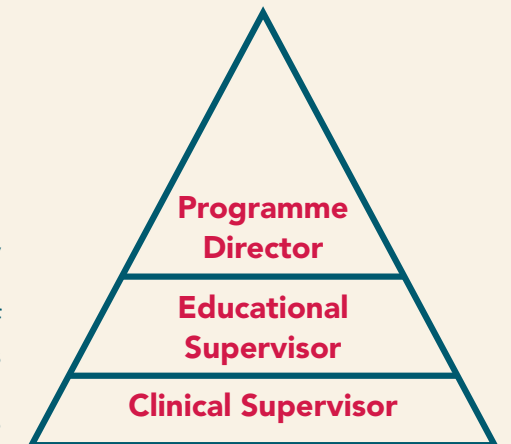 Programme
Director
Educational
Supervisor
Clinical Supervisor